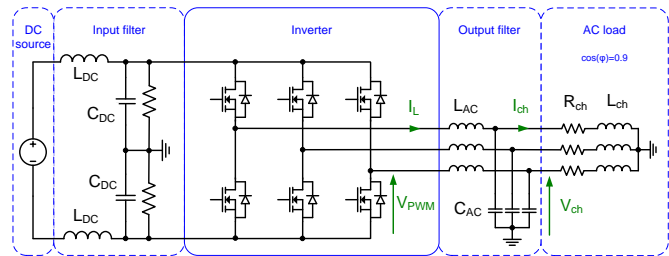 DC source
Input filter
Inverter
Output filter
AC load
cos(φ)=0.9
L_DC
C_DC
C_DC
L_DC
I_L
L_AC
I_ch
R_ch
L_ch
V_PWM
C_AC
V_ch